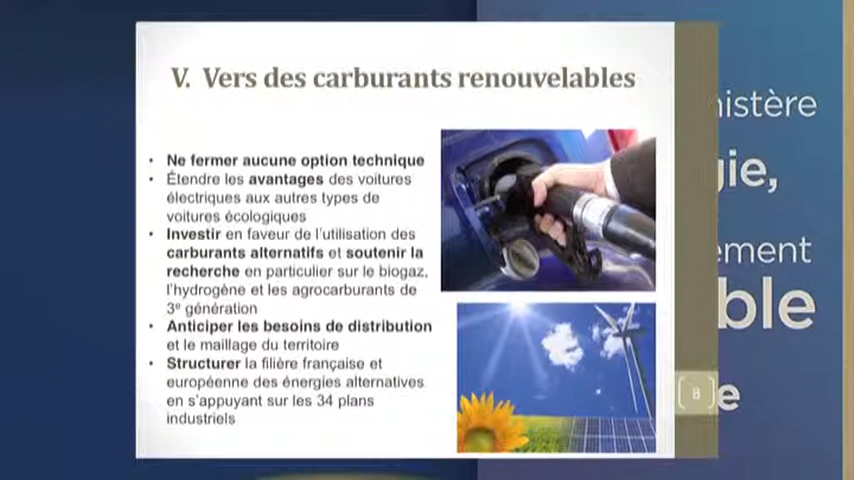 V. Vers des carburants renouvelables
• Ne fermer aucune option technique
• Étendre les avantages des voitures
électriques aux autres types de
voitures écologiques
• Investir en faveur de l'utilisation des
carburants alternatifs et soutenir la
recherche en particulier sur le biogaz,
l'hydrogène et les agrocarburants de
3e génération
• Anticiper les besoins de distribution
et le maillage du territoire
• Structurer la filière française et
européenne des énergies alternatives
en s'appuyant sur les 34 plans
industriels
nistère
gie,
ement
ble
e
8